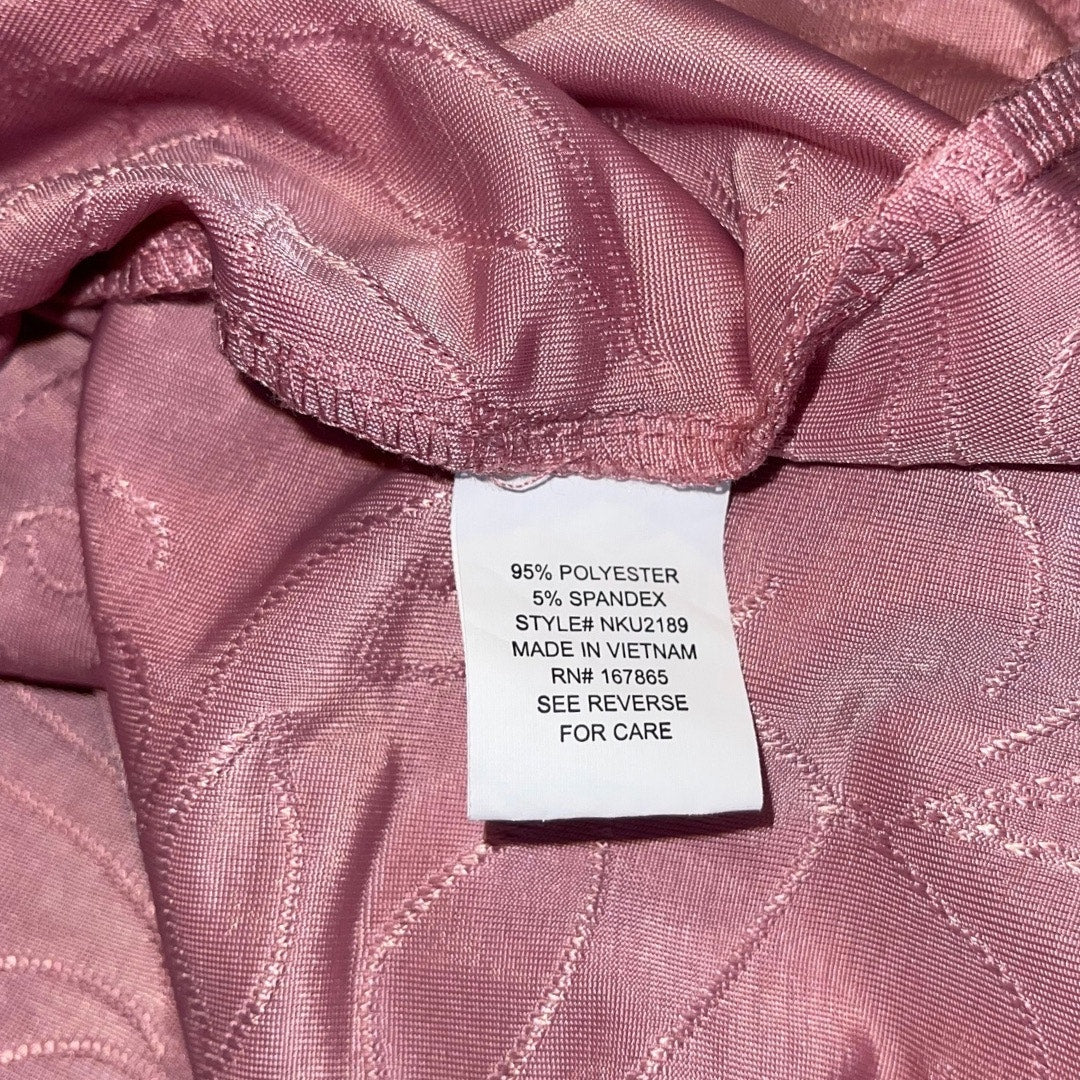 95% POLYESTER
5% SPANDEX
STYLE# NKU2189
MADE IN VIETNAM
RN# 167865
SEE REVERSE
FOR CARE